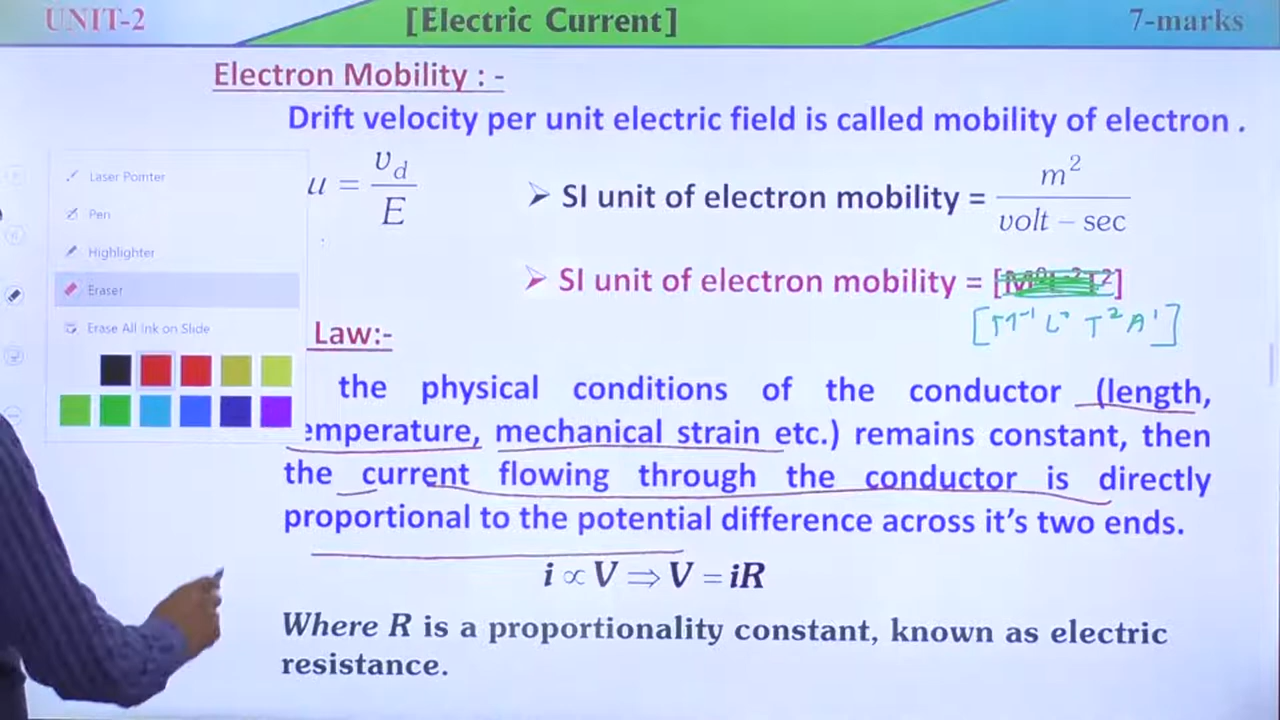 UNIT-2
[Electric Current]
7-marks
Electron Mobility : -
Drift velocity per unit electric field is called mobility of electron .
u = v_d / E
➢ SI unit of electron mobility = m² / volt − sec
➢ SI unit of electron mobility = [
[M⁻¹ L⁰ T² A¹]
Laser Pointer
Pen
Highlighter
Eraser
Erase All Ink on Slide
Law:-
the physical conditions of the conductor (length,
emperature, mechanical strain etc.) remains constant, then
the current flowing through the conductor is directly
proportional to the potential difference across it's two ends.
i ∝ V ⇒ V = iR
Where R is a proportionality constant, known as electric
resistance.